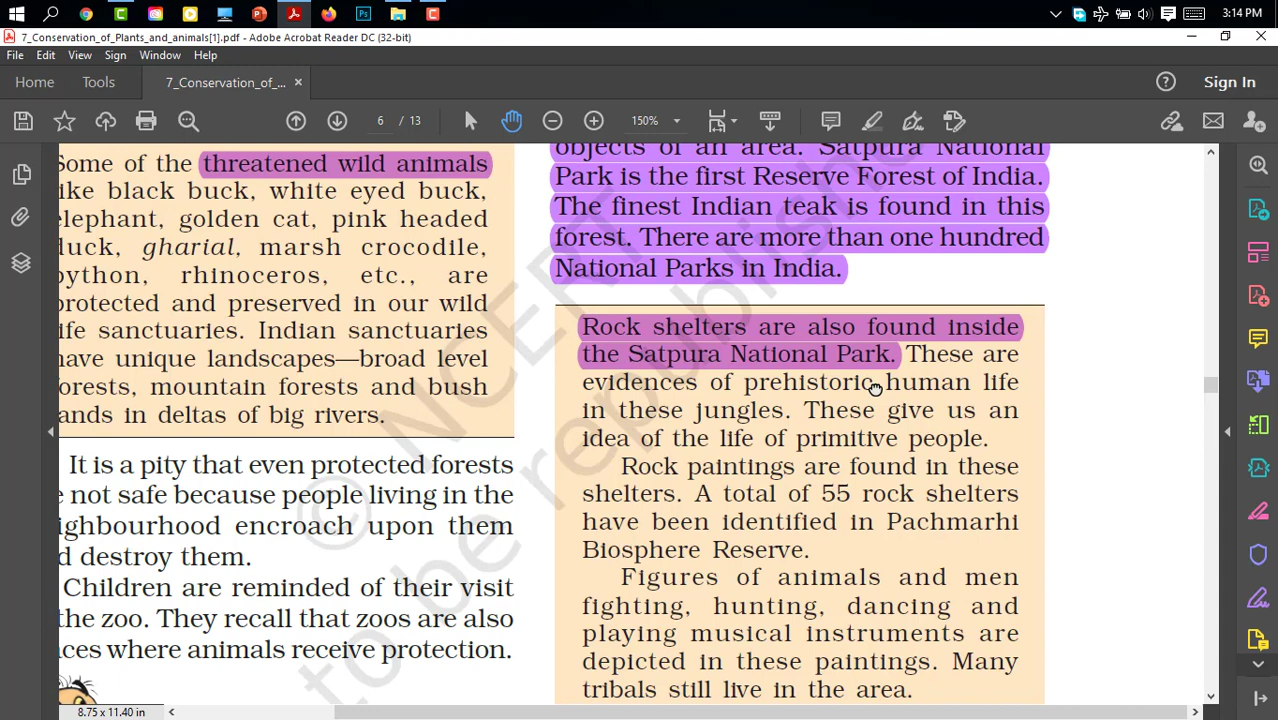 3:14 PM
7_Conservation_of_Plants_and_animals[1].pdf - Adobe Acrobat Reader DC (32-bit)
File Edit View Sign Window Help
Home Tools 7_Conservation_of_... × Sign In
6 / 13 150%
Some of the threatened wild animals
like black buck, white eyed buck,
elephant, golden cat, pink headed
duck, gharial, marsh crocodile,
python, rhinoceros, etc., are
protected and preserved in our wild
life sanctuaries. Indian sanctuaries
have unique landscapes—broad level
forests, mountain forests and bush
lands in deltas of big rivers.
It is a pity that even protected forests
e not safe because people living in the
ighbourhood encroach upon them
d destroy them.
Children are reminded of their visit
the zoo. They recall that zoos are also
ces where animals receive protection.
objects of an area. Satpura National
Park is the first Reserve Forest of India.
The finest Indian teak is found in this
forest. There are more than one hundred
National Parks in India.
Rock shelters are also found inside
the Satpura National Park. These are
evidences of prehistoric human life
in these jungles. These give us an
idea of the life of primitive people.
Rock paintings are found in these
shelters. A total of 55 rock shelters
have been identified in Pachmarhi
Biosphere Reserve.
Figures of animals and men
fighting, hunting, dancing and
playing musical instruments are
depicted in these paintings. Many
tribals still live in the area.
© NCERT
to be republished
8.75 x 11.40 in